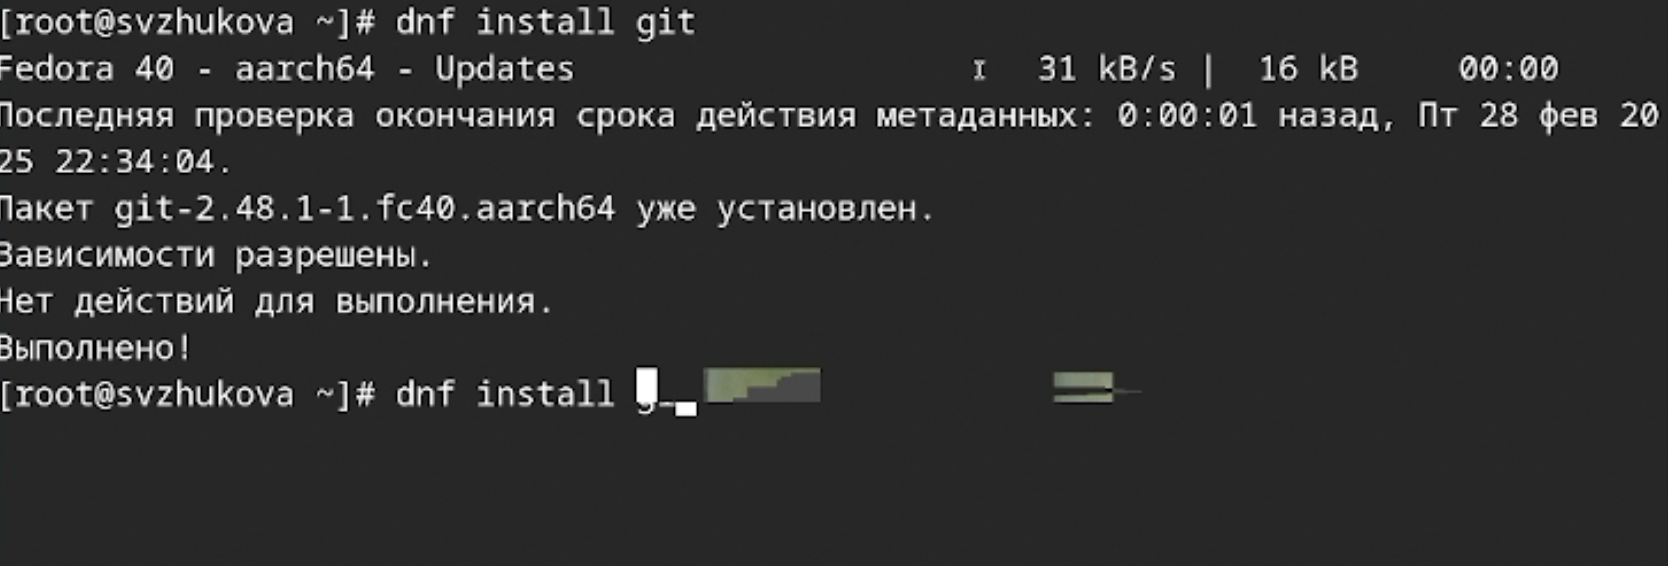 [root@svzhukova ~]# dnf install git
Fedora 40 - aarch64 - Updates 31 kB/s | 16 kB 00:00
Последняя проверка окончания срока действия метаданных: 0:00:01 назад, Пт 28 фев 20
25 22:34:04.
Пакет git-2.48.1-1.fc40.aarch64 уже установлен.
Зависимости разрешены.
Нет действий для выполнения.
Выполнено!
[root@svzhukova ~]# dnf install